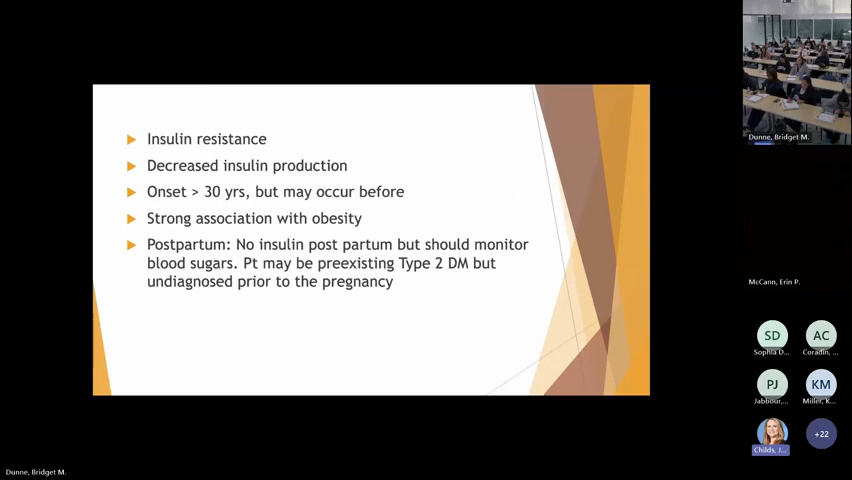 Insulin resistance
Decreased insulin production
Onset > 30 yrs, but may occur before
Strong association with obesity
Postpartum: No insulin post partum but should monitor
blood sugars. Pt may be preexisting Type 2 DM but
undiagnosed prior to the pregnancy
Dunne, Bridget M.
McCann, Erin P.
SD
AC
Sophia D...
Coradin, ...
PJ
KM
Jabbour,...
Miller, K...
+22
Childs, J...
Dunne, Bridget M.